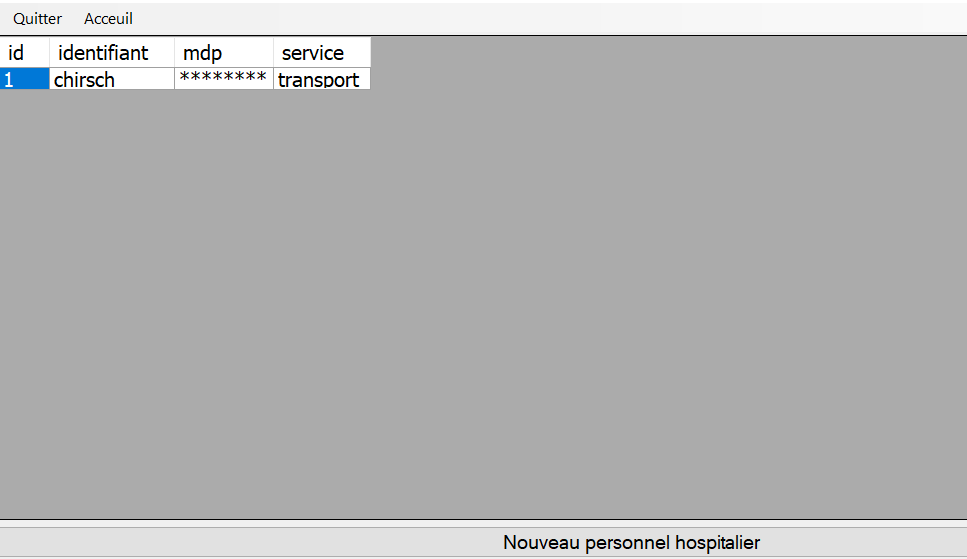 Quitter Acceuil
id identifiant mdp service
1 chirsch ******** transport
Nouveau personnel hospitalier